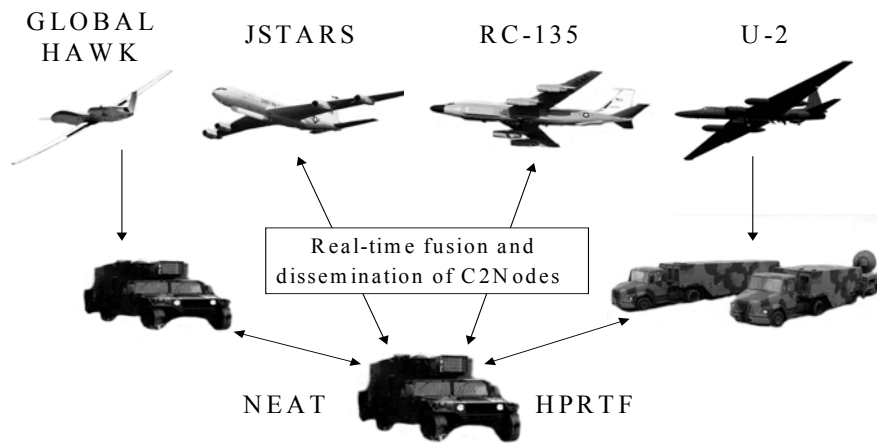 GLOBAL
HAWK
JSTARS
RC-135
U-2
Real-time fusion and
dissemination of C2Nodes
NEAT
HPRTF